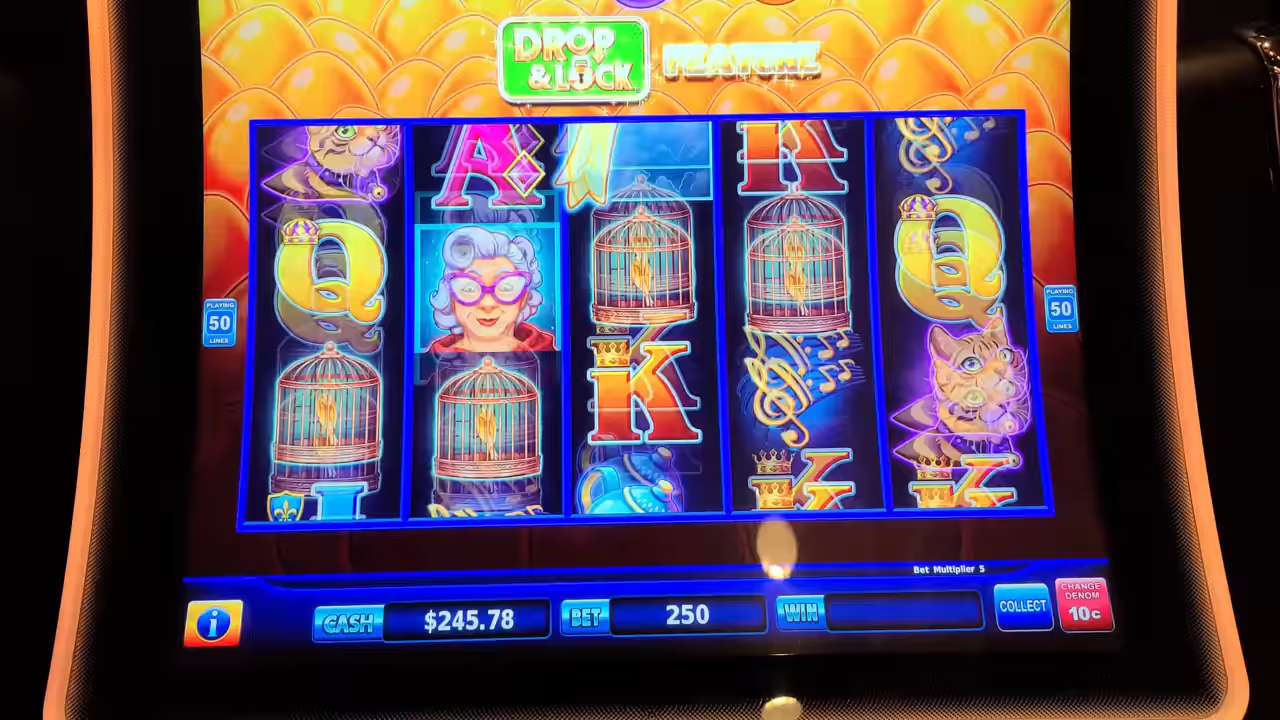 DROP
& LOCK
FEATURE
A
K
Q
Q
K
K
K
PLAYING
50
LINES
PLAYING
50
LINES
Bet Multiplier 5
i
CASH
$245.78
BET
250
WIN
COLLECT
CHANGE
DENOM
10¢